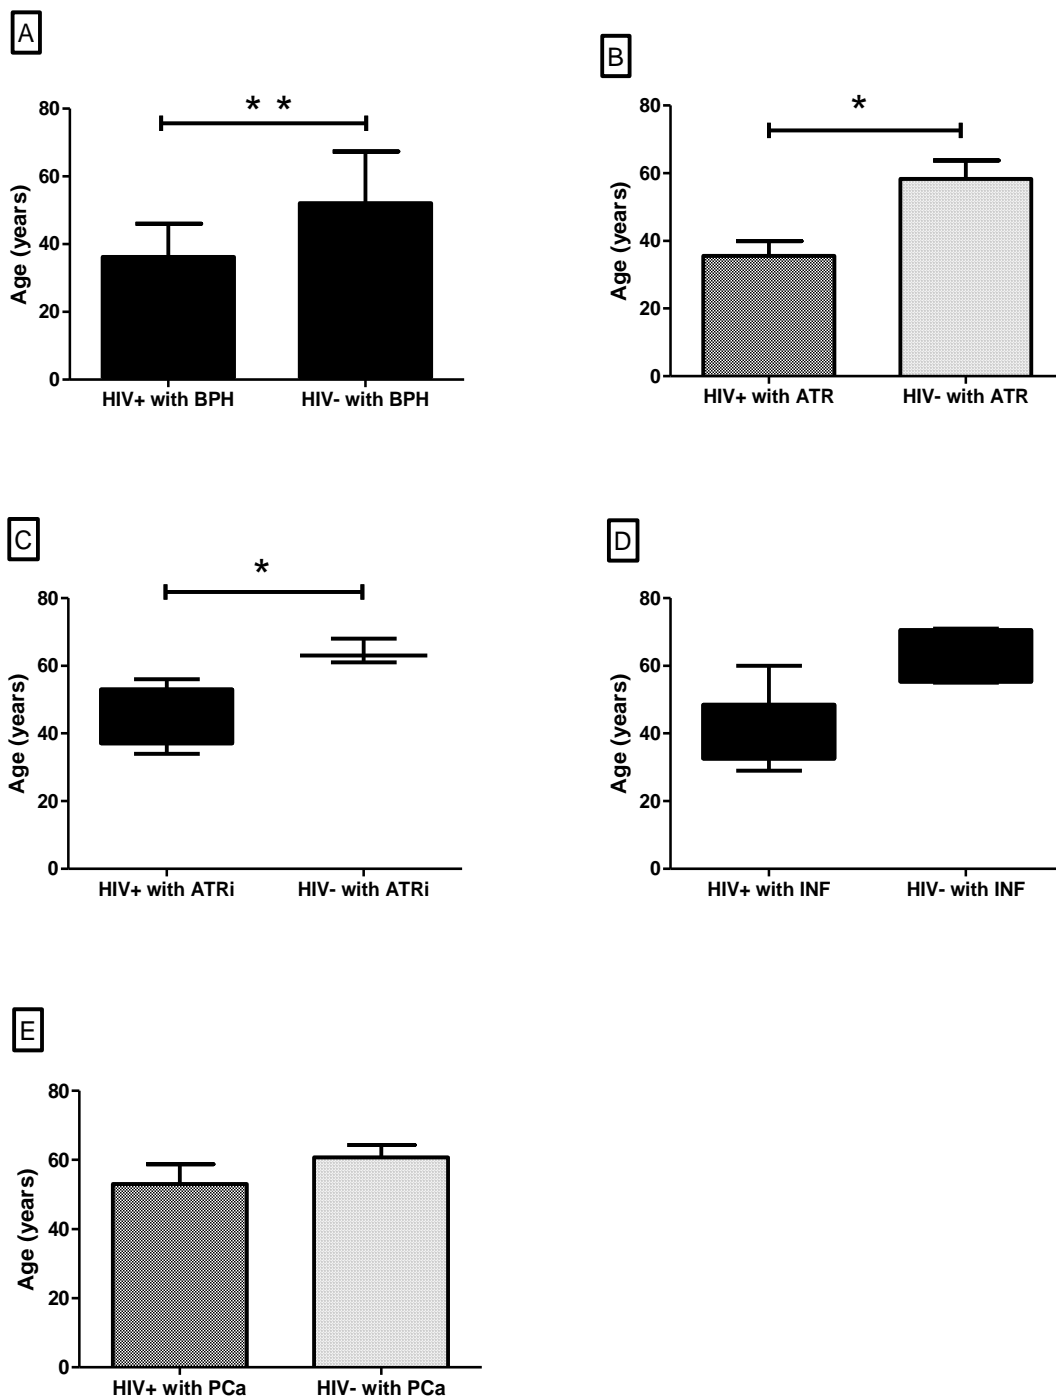 A
* *
80
60
40
20
0
Age (years)
HIV+ with BPH
HIV- with BPH
B
*
80
60
40
20
0
Age (years)
HIV+ with ATR
HIV- with ATR
C
*
80
60
40
20
0
Age (years)
HIV+ with ATRi
HIV- with ATRi
D
80
60
40
20
0
Age (years)
HIV+ with INF
HIV- with INF
E
80
60
40
20
0
Age (years)
HIV+ with PCa
HIV- with PCa